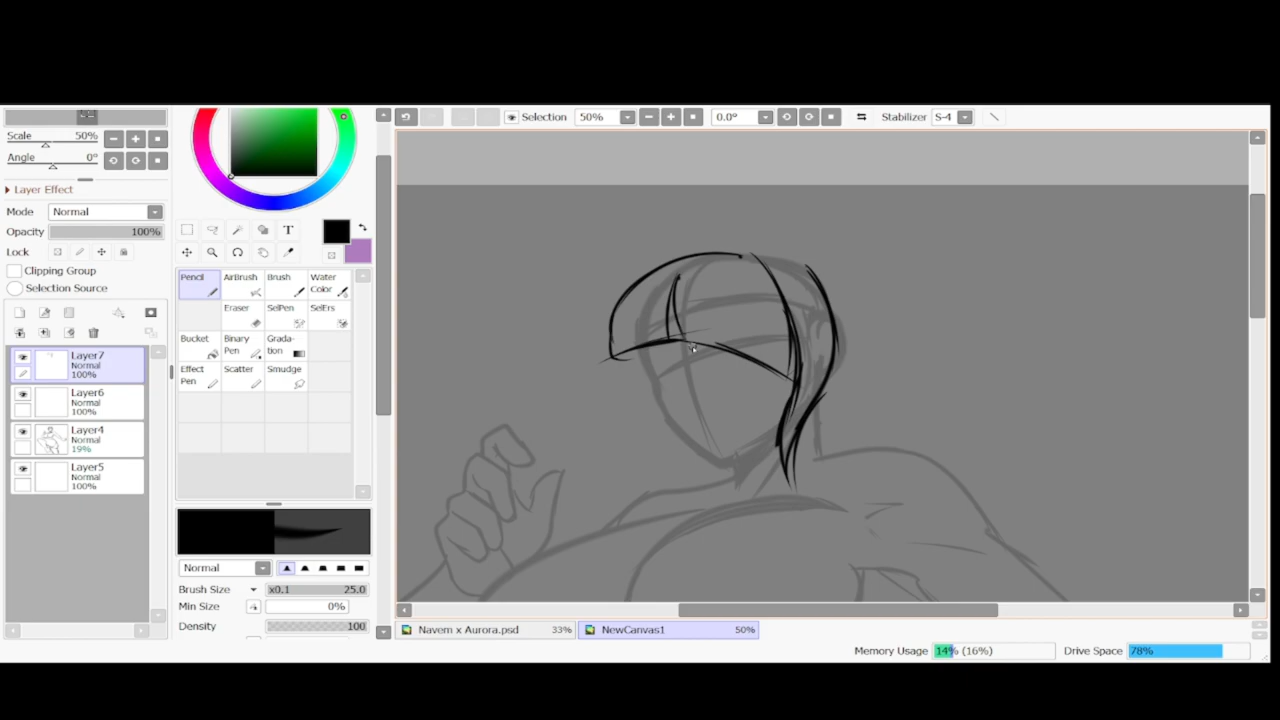 Selection 50% 0.0° Stabilizer S-4
Scale 50%
Angle 0°
Layer Effect
Mode Normal
Opacity 100%
Lock
Clipping Group
Selection Source
Layer7
Normal
100%
Layer6
Normal
100%
Layer4
Normal
19%
Layer5
Normal
100%
T
Pencil AirBrush Brush Water Color
Eraser SelPen SelErs
Bucket Binary Pen Grada-tion
Effect Pen Scatter Smudge
Normal
Brush Size x0.1 25.0
Min Size 0%
Density 100
Navem x Aurora.psd 33% NewCanvas1 50%
Memory Usage 14% (16%) Drive Space 78%